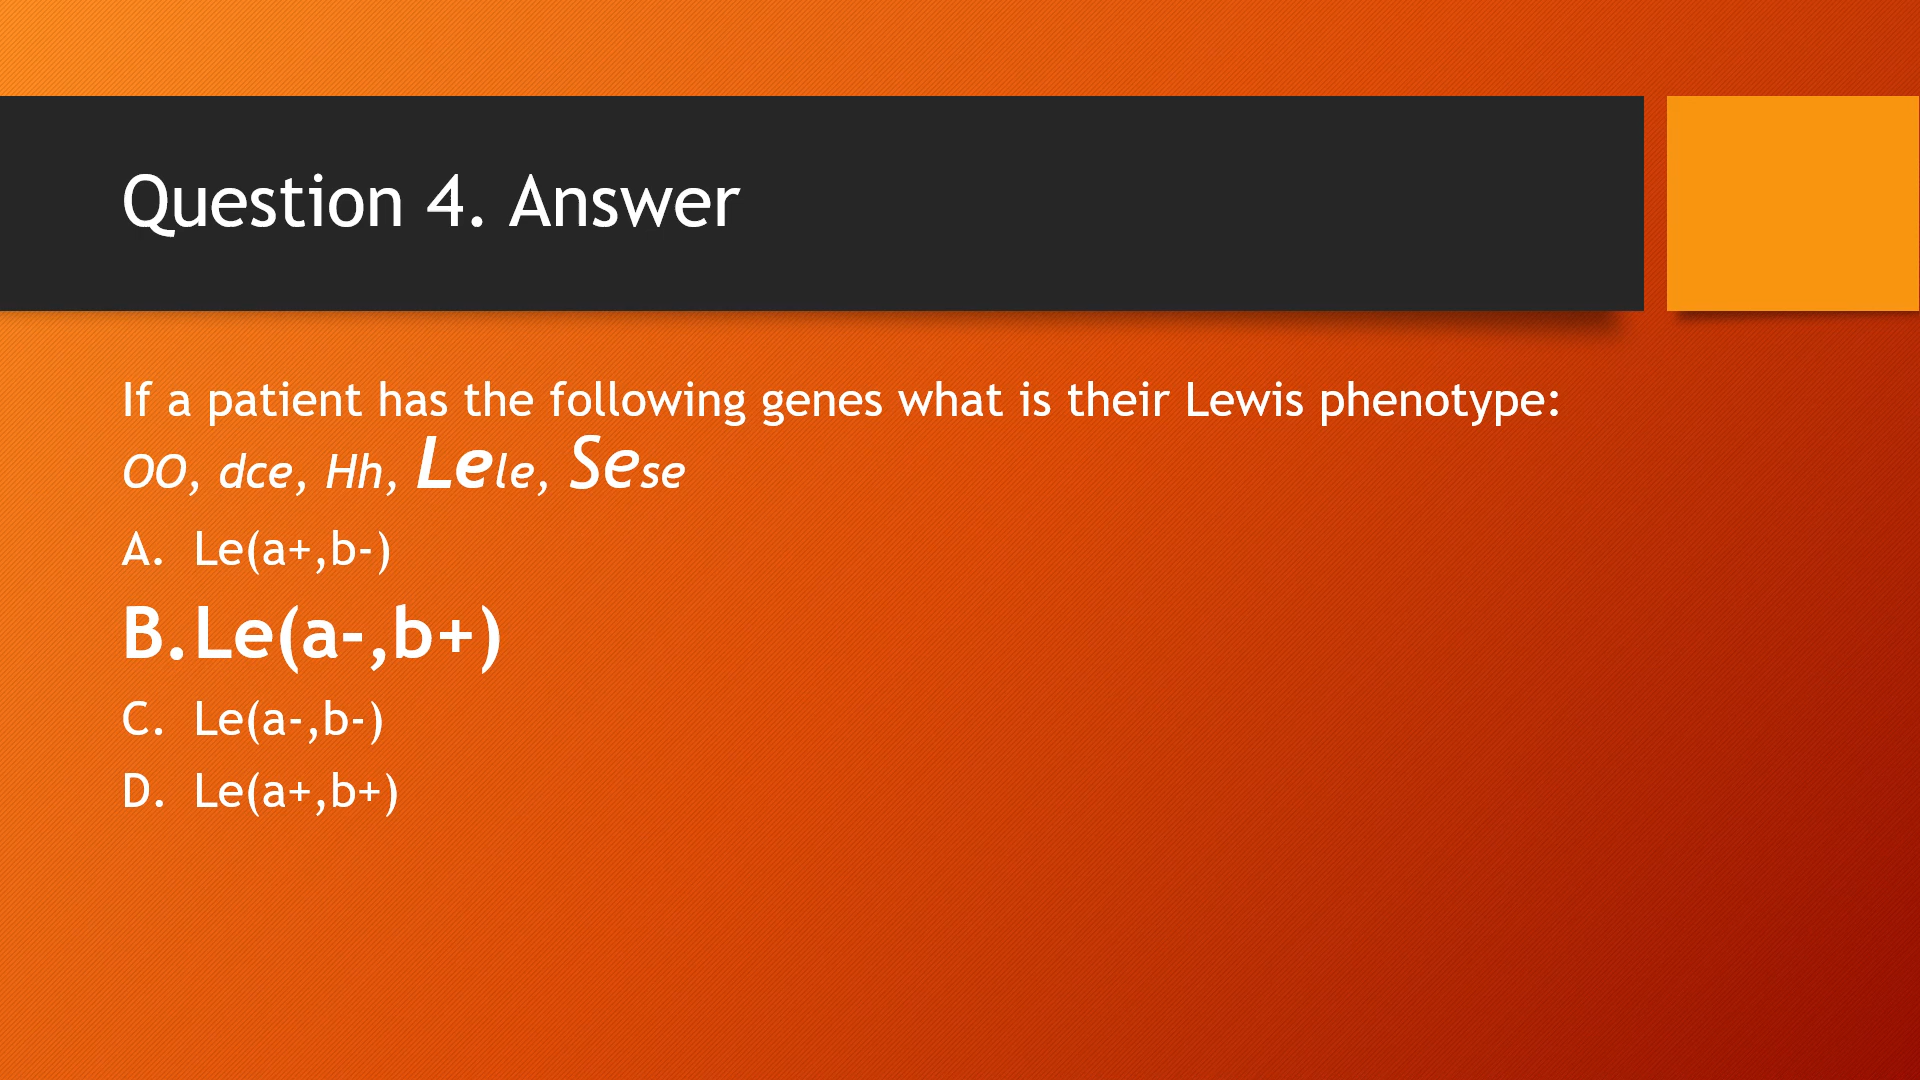 Question 4. Answer
If a patient has the following genes what is their Lewis phenotype:
OO, dce, Hh, Lele, Sese
A. Le(a+,b-)
B. Le(a-,b+)
C. Le(a-,b-)
D. Le(a+,b+)